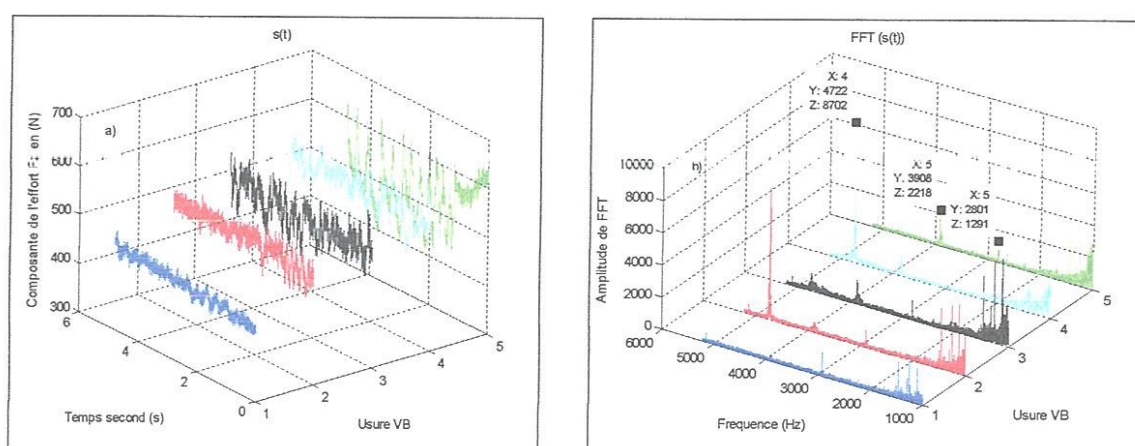 s(t)
a)
Composante de l'effort F: en (N)
700
600
500
400
300
6
4
2
0
1
2
3
4
5
Temps second (s)
Usure VB
FFT (s(t))
X: 4
Y: 4722
Z: 8702
X: 5
Y: 3908
Z: 2218
X: 5
Y: 2801
Z: 1291
Amplitude de FFT
10000
8000
6000
4000
2000
0
6000
5000
4000
3000
2000
1000
1
2
3
4
5
Frequence (Hz)
Usure VB